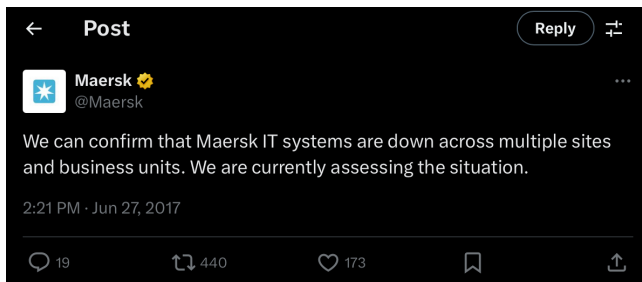 Post
Reply
Maersk
@Maersk
We can confirm that Maersk IT systems are down across multiple sites
and business units. We are currently assessing the situation.
2:21 PM · Jun 27, 2017
19 440 173